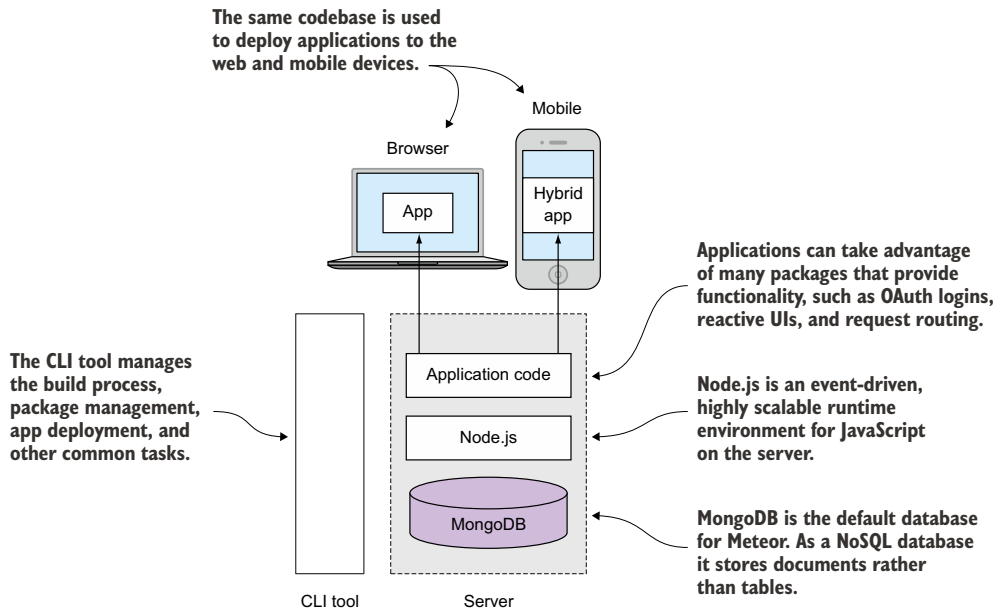 The same codebase is used
to deploy applications to the
web and mobile devices.
Mobile
Browser
App
Hybrid
app
Applications can take advantage
of many packages that provide
functionality, such as OAuth logins,
reactive UIs, and request routing.
The CLI tool manages
the build process,
package management,
app deployment, and
other common tasks.
Application code
Node.js is an event-driven,
highly scalable runtime
environment for JavaScript
on the server.
Node.js
MongoDB
MongoDB is the default database
for Meteor. As a NoSQL database
it stores documents rather
than tables.
CLI tool
Server